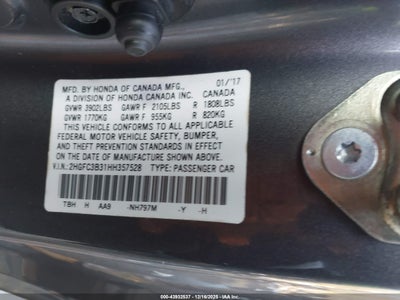 MFD. BY HONDA OF CANADA MFG., 01/'17
A DIVISION OF HONDA CANADA INC. CANADA
GVWR 3902LBS GAWR F 2105LBS R 1808LBS
GVWR 1770KG GAWR F 955KG R 820KG
THIS VEHICLE CONFORMS TO ALL APPLICABLE
FEDERAL MOTOR VEHICLE SAFETY, BUMPER,
AND THEFT PREVENTION STANDARDS IN
EFFECT ON THE DATE OF MANUFACTURE
SHOWN ABOVE.
V.I.N.: 2HGFC3B31HH357528 TYPE: PASSENGER CAR
TBH H AA9 -NH797M -Y -H
000-43932537 12/16/2025 - IAA Inc.